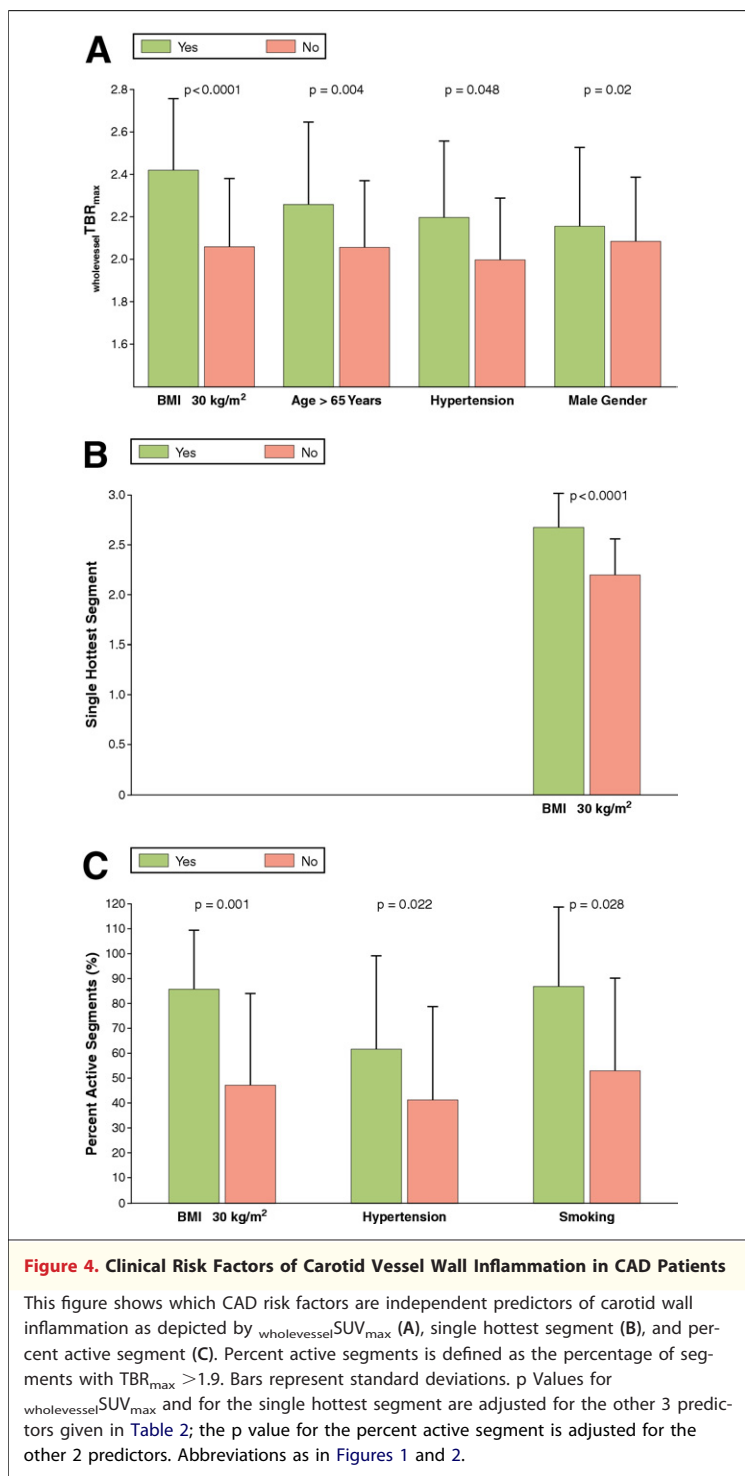 A
Yes No
p<0.0001 p = 0.004 p = 0.048 p = 0.02
2.8
2.6
2.4
2.2
2.0
1.8
1.6
wholevesselTBRmax
BMI 30 kg/m² Age > 65 Years Hypertension Male Gender
B
Yes No
p<0.0001
3.0
2.5
2.0
1.5
1.0
0.5
0
Single Hottest Segment
BMI 30 kg/m²
C
Yes No
p = 0.001 p = 0.022 p = 0.028
120
110
100
90
80
70
60
50
40
30
20
10
0
Percent Active Segments (%)
BMI 30 kg/m² Hypertension Smoking
Figure 4. Clinical Risk Factors of Carotid Vessel Wall Inflammation in CAD Patients
This figure shows which CAD risk factors are independent predictors of carotid wall
inflammation as depicted by wholevesselSUVmax (A), single hottest segment (B), and per-
cent active segment (C). Percent active segments is defined as the percentage of seg-
ments with TBRmax >1.9. Bars represent standard deviations. p Values for
wholevesselSUVmax and for the single hottest segment are adjusted for the other 3 predic-
tors given in Table 2; the p value for the percent active segment is adjusted for the
other 2 predictors. Abbreviations as in Figures 1 and 2.